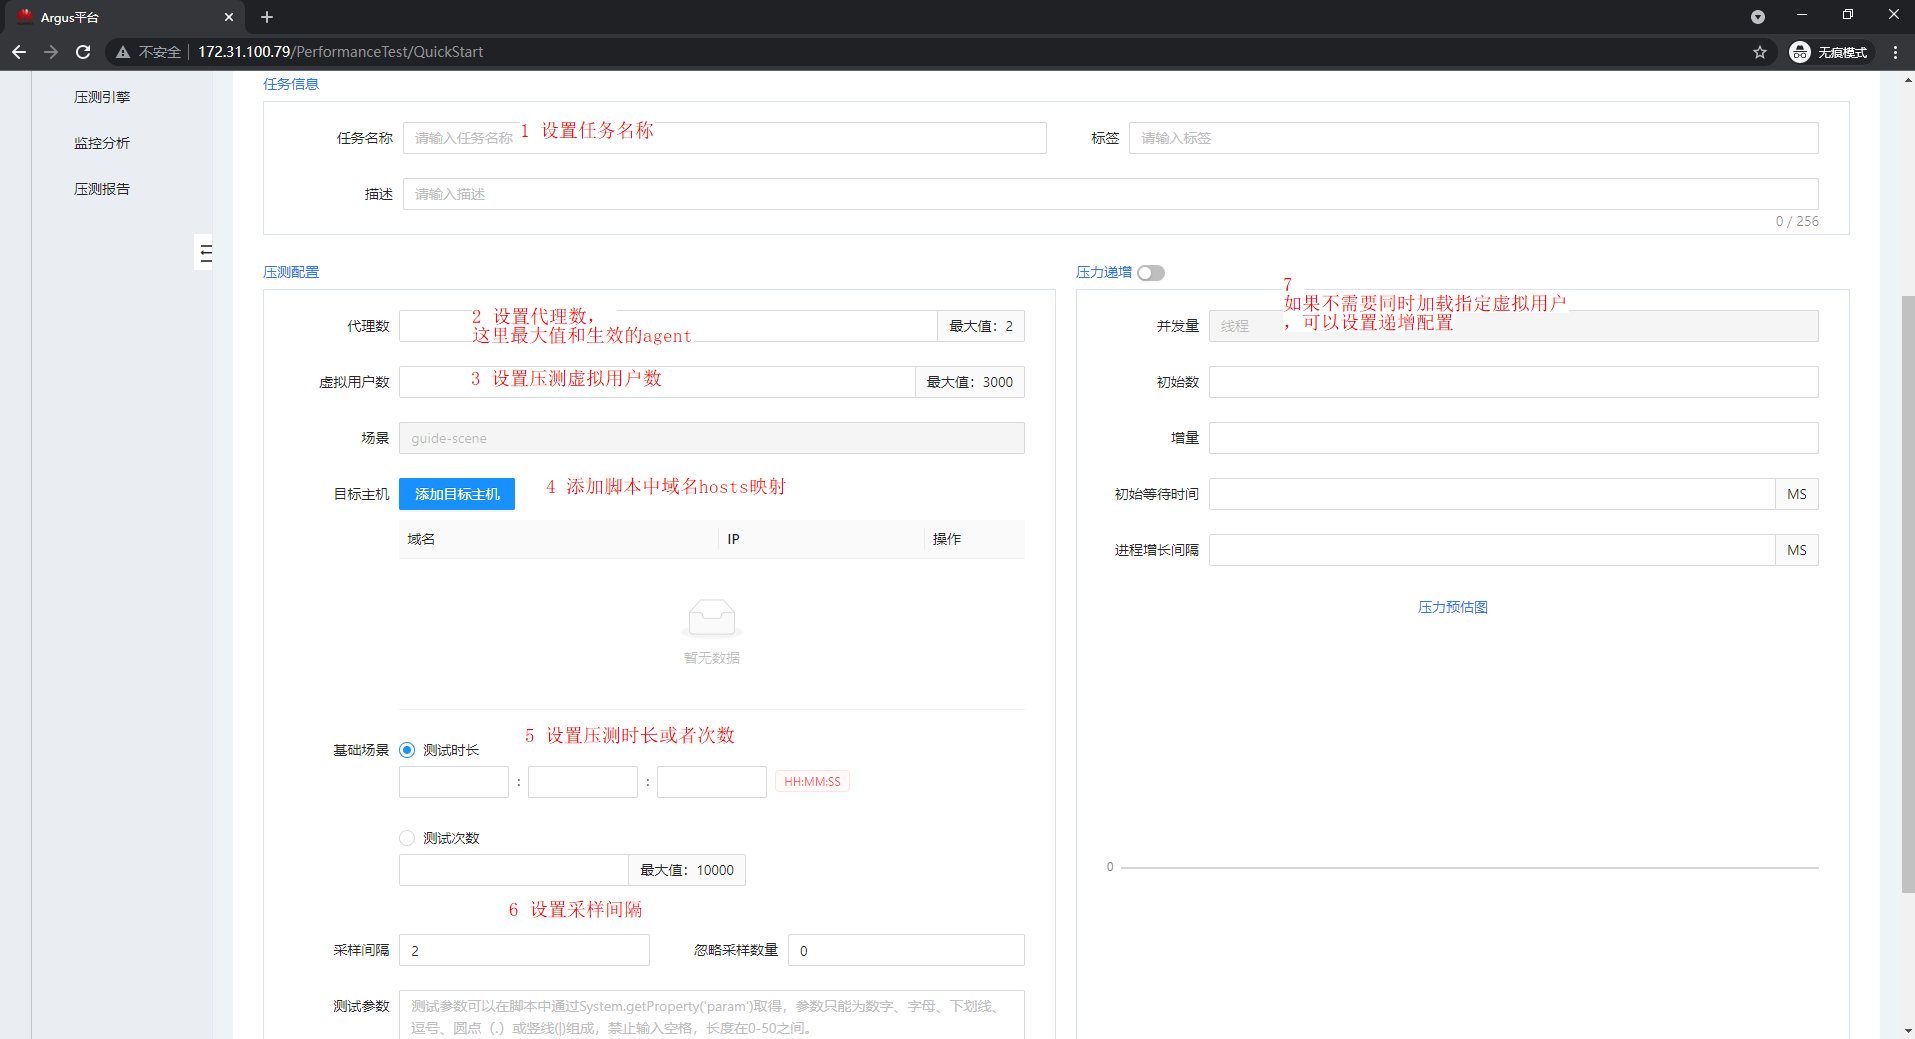 Argus平台
不安全 172.31.100.79/PerformanceTest/QuickStart
无痕模式
压测引擎
监控分析
压测报告
任务信息
任务名称 请输入任务名称 1 设置任务名称
标签 请输入标签
描述 请输入描述
0 / 256
压测配置
代理数 2 设置代理数，
这里最大值和生效的agent
最大值：2
虚拟用户数 3 设置压测虚拟用户数 最大值：3000
场景 guide-scene
目标主机 添加目标主机 4 添加脚本中域名hosts映射
域名 IP 操作
暂无数据
5 设置压测时长或者次数
基础场景 测试时长
: : HH:MM:SS
测试次数
最大值：10000
6 设置采样间隔
采样间隔 2 忽略采样数量 0
测试参数 测试参数可以在脚本中通过System.getProperty('param')取得，参数只能为数字、字母、下划线、
逗号、圆点（.）或竖线(|)组成，禁止输入空格，长度在0-50之间。
压力递增
7
如果不需要同时加载指定虚拟用户
，可以设置递增配置
并发量 线程
初始数
增量
初始等待时间 MS
进程增长间隔 MS
压力预估图
0